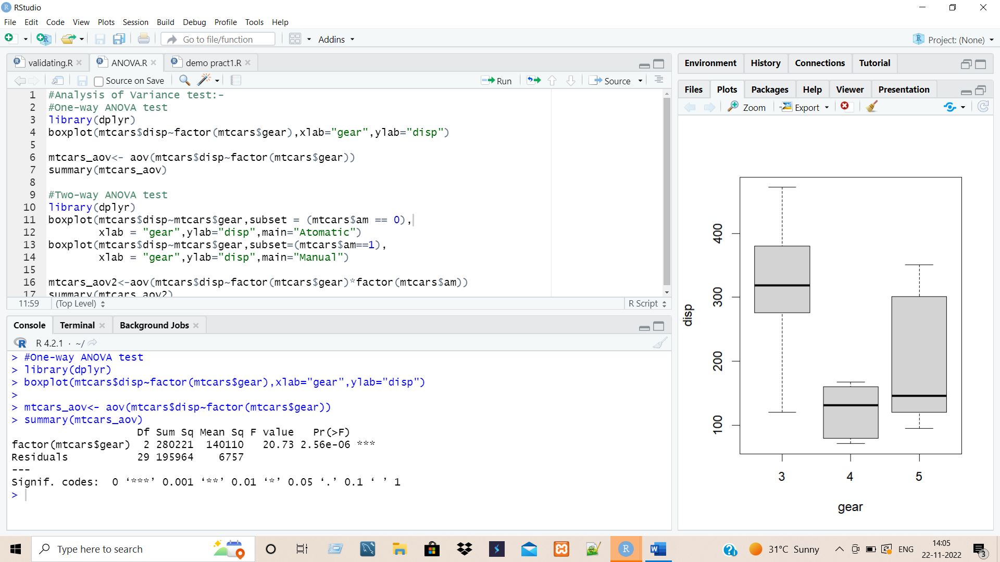 RStudio
File Edit Code View Plots Session Build Debug Profile Tools Help
Go to file/function Addins Project: (None)
validating.R ANOVA.R demo pract1.R
Source on Save Run Source
1 #Analysis of Variance test:-
2 #One-way ANOVA test
3 library(dplyr)
4 boxplot(mtcars$disp~factor(mtcars$gear),xlab="gear",ylab="disp")
5
6 mtcars_aov<- aov(mtcars$disp~factor(mtcars$gear))
7 summary(mtcars_aov)
8
9 #Two-way ANOVA test
10 library(dplyr)
11 boxplot(mtcars$disp~mtcars$gear,subset = (mtcars$am == 0),
12 xlab = "gear",ylab="disp",main="Atomatic")
13 boxplot(mtcars$disp~mtcars$gear,subset=(mtcars$am==1),
14 xlab = "gear",ylab="disp",main="Manual")
15
16 mtcars_aov2<-aov(mtcars$disp~factor(mtcars$gear)*factor(mtcars$am))
17 summary(mtcars_aov2)
11:59 (Top Level) R Script
Console Terminal Background Jobs
R 4.2.1 · ~/
> #One-way ANOVA test
> library(dplyr)
> boxplot(mtcars$disp~factor(mtcars$gear),xlab="gear",ylab="disp")
>
> mtcars_aov<- aov(mtcars$disp~factor(mtcars$gear))
> summary(mtcars_aov)
Df Sum Sq Mean Sq F value Pr(>F)
factor(mtcars$gear) 2 280221 140110 20.73 2.56e-06 ***
Residuals 29 195964 6757
---
Signif. codes: 0 ‘***’ 0.001 ‘**’ 0.01 ‘*’ 0.05 ‘.’ 0.1 ‘ ’ 1
>
Environment History Connections Tutorial
Files Plots Packages Help Viewer Presentation
Zoom Export
disp
400
300
200
100
3 4 5
gear
Type here to search
31°C Sunny ENG
14:05
22-11-2022
3